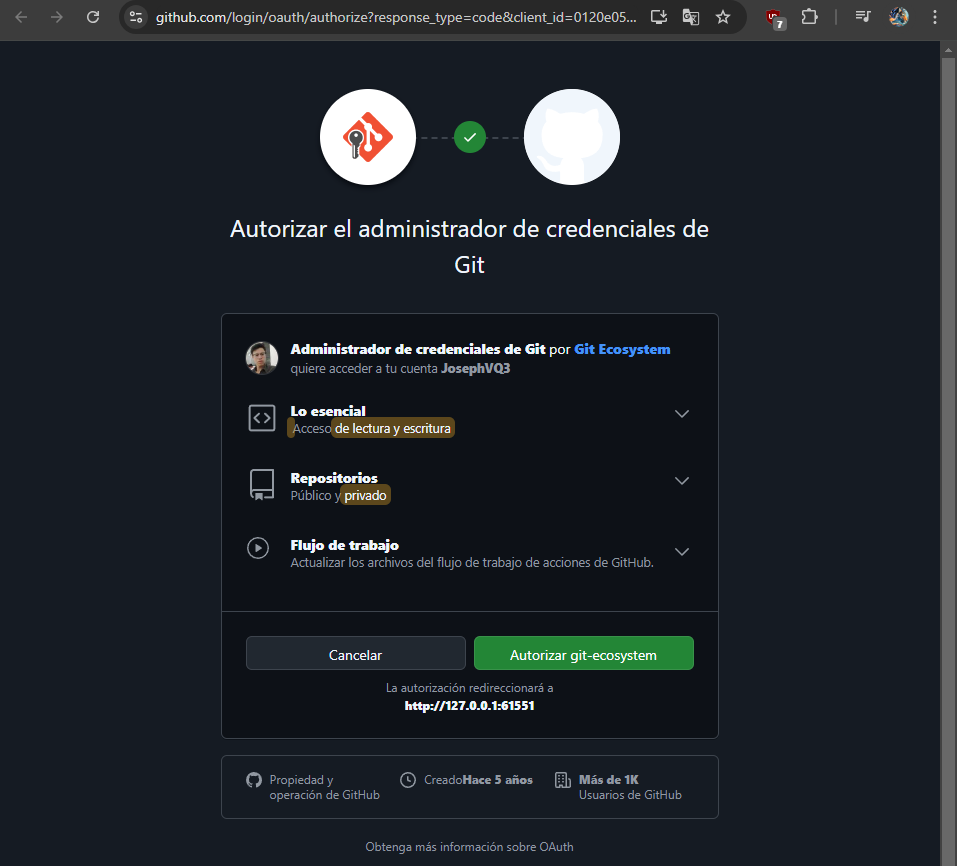 github.com/login/oauth/authorize?response_type=code&client_id=0120e05...
7
Autorizar el administrador de credenciales de
Git
Administrador de credenciales de Git por Git Ecosystem
quiere acceder a tu cuenta JosephVQ3
Lo esencial
Acceso de lectura y escritura
Repositorios
Público y privado
Flujo de trabajo
Actualizar los archivos del flujo de trabajo de acciones de GitHub.
Cancelar
Autorizar git-ecosystem
La autorización redireccionará a
http://127.0.0.1:61551
Propiedad y
operación de GitHub
CreadoHace 5 años
Más de 1K
Usuarios de GitHub
Obtenga más información sobre OAuth